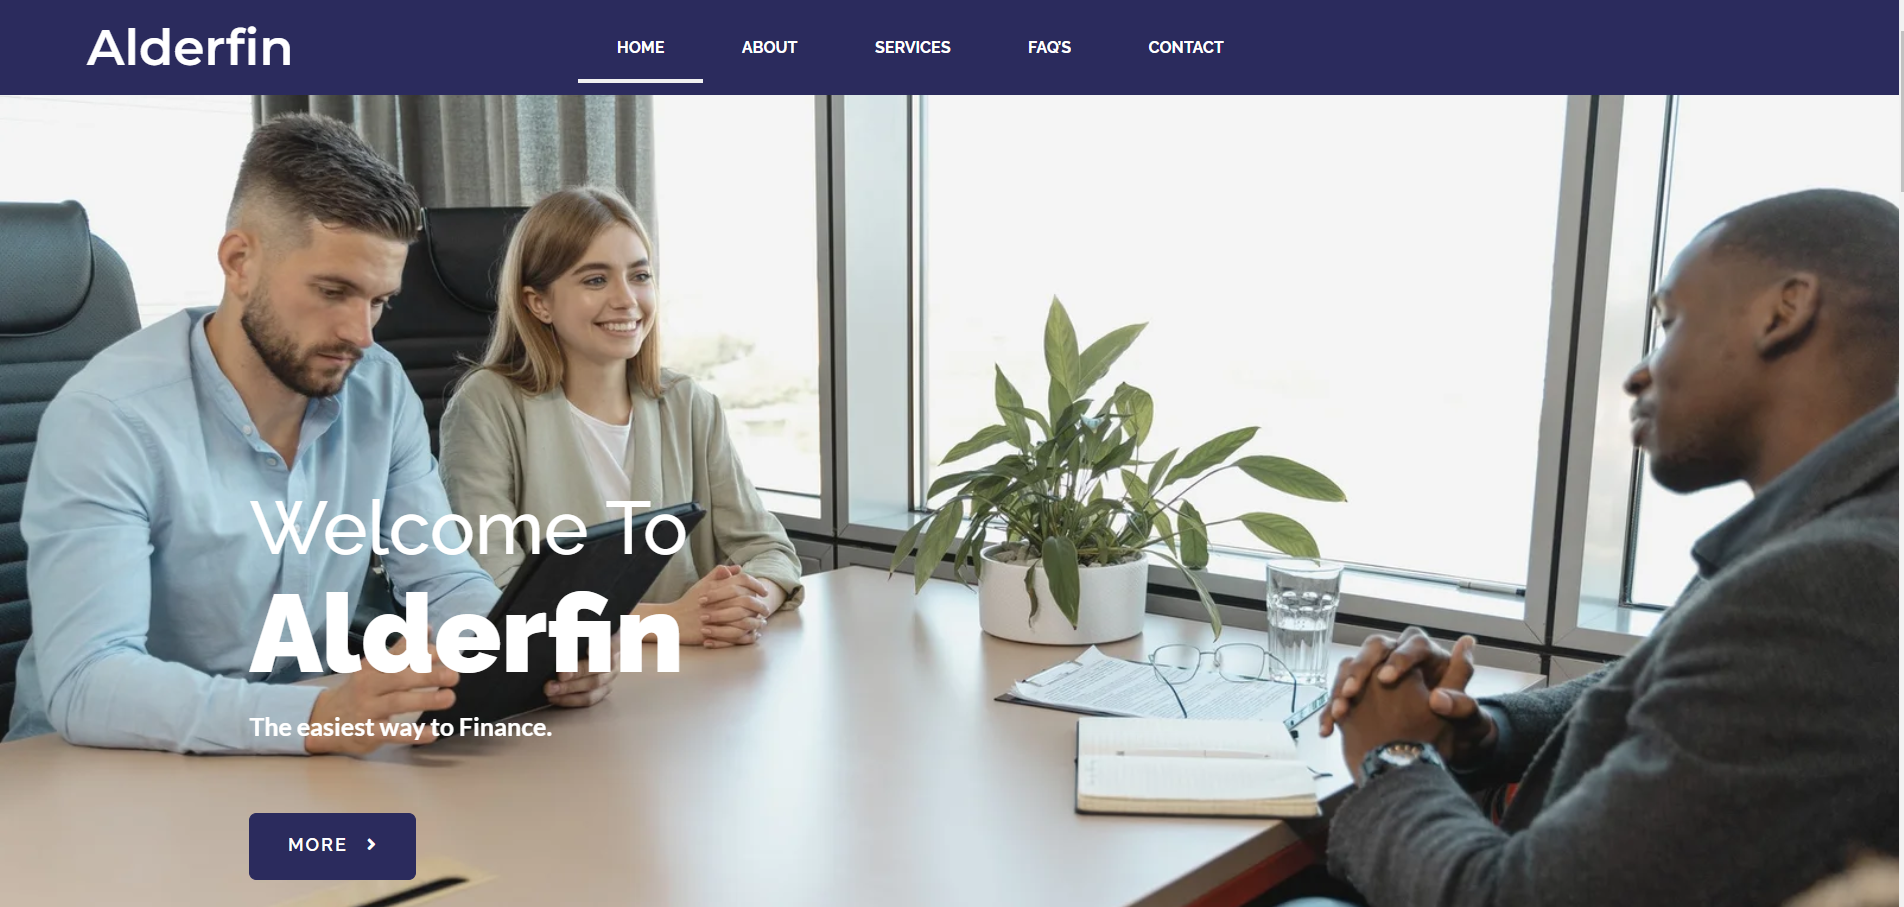 Alderfin
HOME ABOUT SERVICES FAQ'S CONTACT
Welcome To
Alderfin
The easiest way to Finance.
MORE